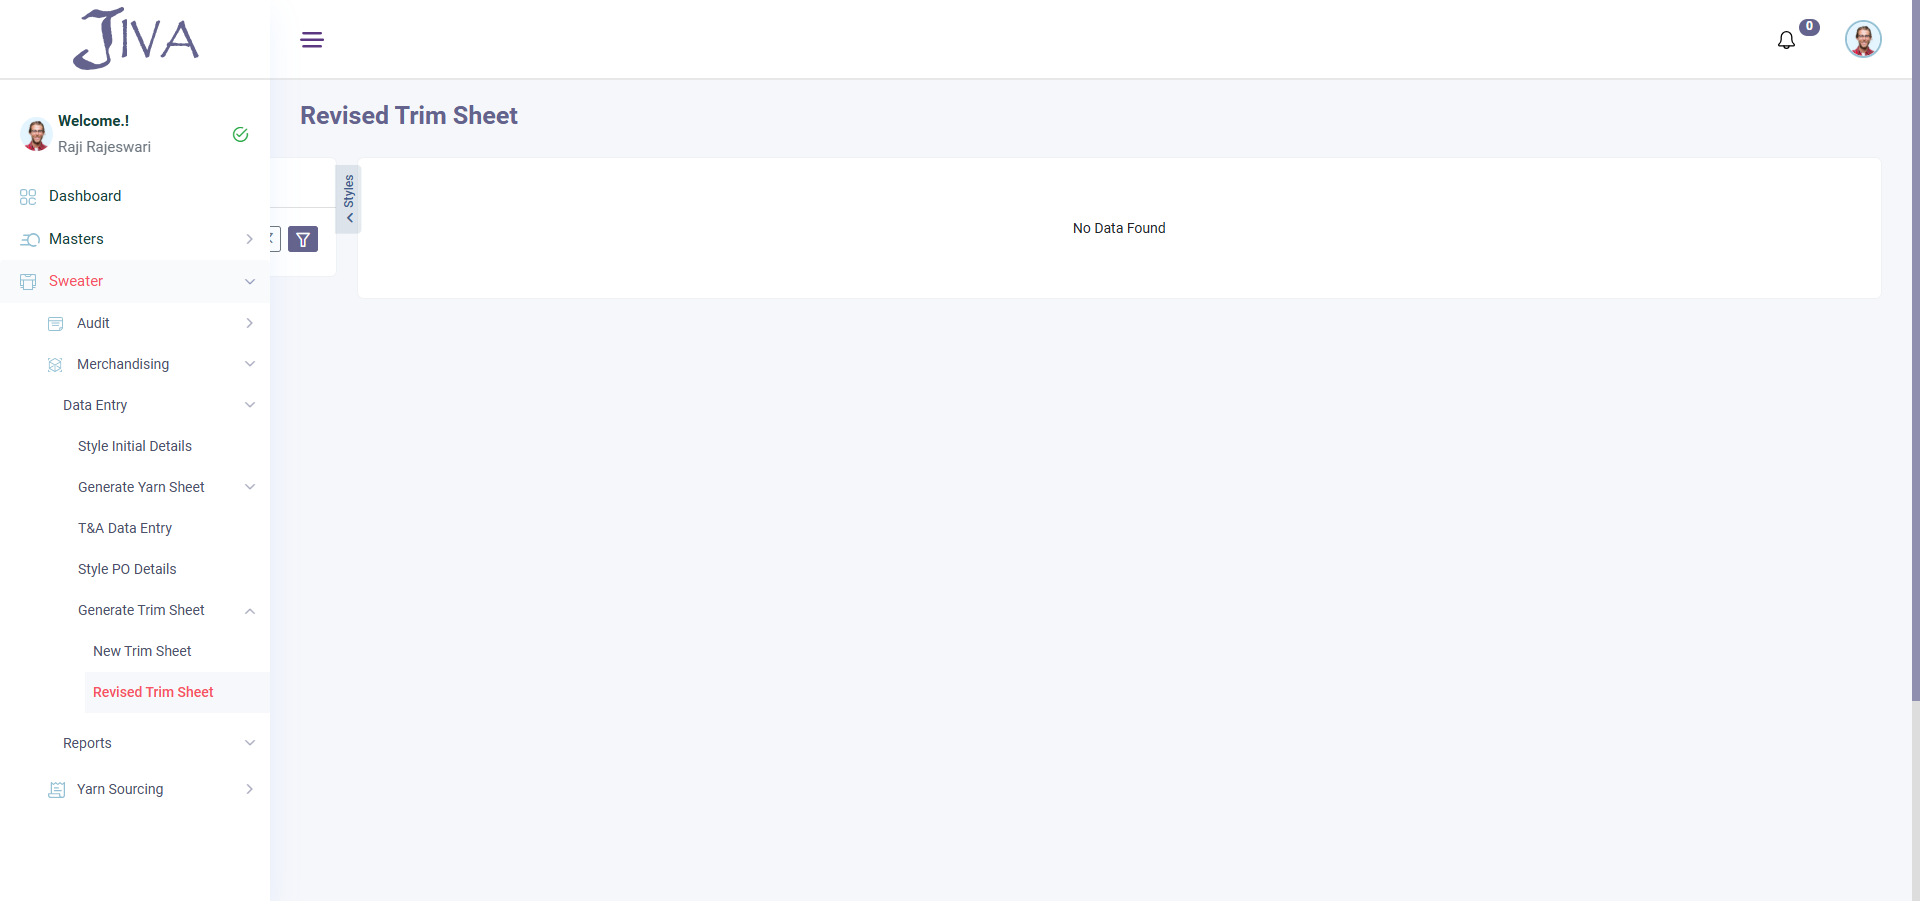 JIVA
0
Welcome.!
Raji Rajeswari
Dashboard
Masters
Sweater
Audit
Merchandising
Data Entry
Style Initial Details
Generate Yarn Sheet
T&A Data Entry
Style PO Details
Generate Trim Sheet
New Trim Sheet
Revised Trim Sheet
Reports
Yarn Sourcing
Revised Trim Sheet
Styles
No Data Found